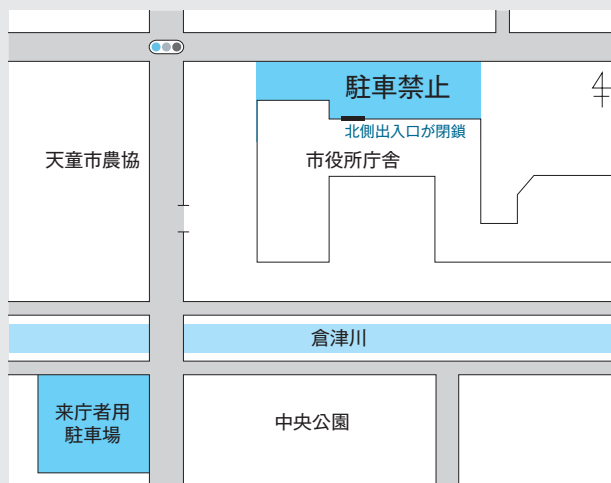 駐車禁止
北側出入口が閉鎖
天童市農協
市役所庁舎
倉津川
来庁者用
駐車場
中央公園